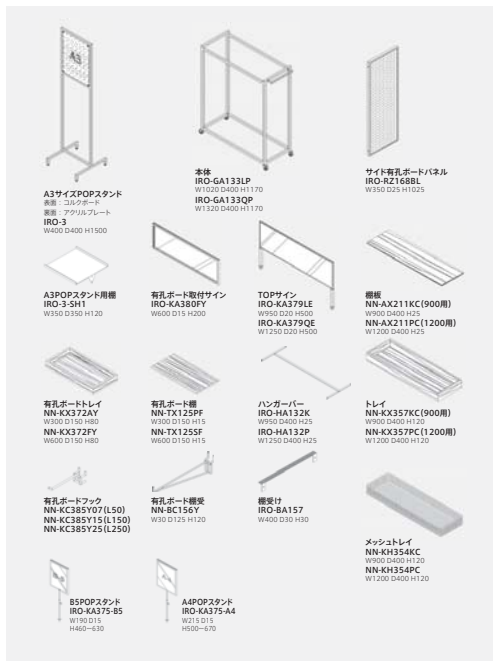 A3
A3サイズPOPスタンド
表面：コルクボード
裏面：アクリルプレート
IRO-3
W400 D400 H1500
本体
IRO-GA133LP
W1020 D400 H1170
IRO-GA133QP
W1320 D400 H1170
サイド有孔ボードパネル
IRO-RZ168BL
W350 D25 H1025
A3POPスタンド用棚
IRO-3-SH1
W350 D350 H120
有孔ボード取付サイン
IRO-KA380FY
W600 D15 H200
TOPサイン
IRO-KA379LE
W950 D20 H500
IRO-KA379QE
W1250 D20 H500
棚板
NN-AX211KC(900用)
W900 D400 H25
NN-AX211PC(1200用)
W1200 D400 H25
有孔ボードトレイ
NN-KX372AY
W300 D150 H80
NN-KX372FY
W600 D150 H80
有孔ボード棚
NN-TX125PF
W300 D150 H15
NN-TX125SF
W600 D150 H15
ハンガーバー
IRO-HA132K
W950 D400 H25
IRO-HA132P
W1250 D400 H25
トレイ
NN-KX357KC(900用)
W900 D400 H120
NN-KX357PC(1200用)
W1200 D400 H120
有孔ボードフック
NN-KC385Y07(L50)
NN-KC385Y15(L150)
NN-KC385Y25(L250)
有孔ボード棚受
NN-BC156Y
W30 D125 H120
棚受け
IRO-BA157
W400 D30 H30
メッシュトレイ
NN-KH354KC
W900 D400 H120
NN-KH354PC
W1200 D400 H120
B5POPスタンド
IRO-KA375-B5
W190 D15
H460〜630
A4POPスタンド
IRO-KA375-A4
W215 D15
H500〜670